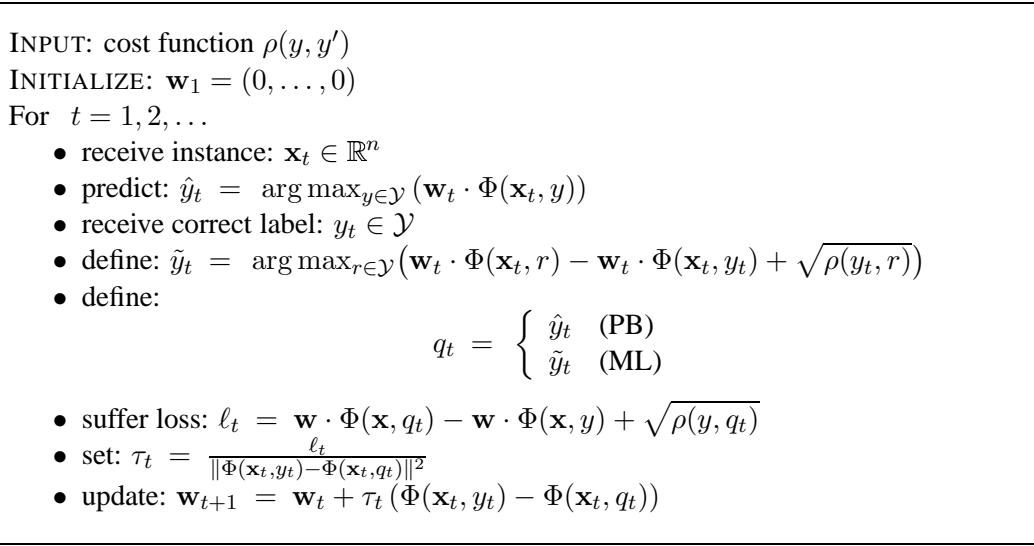 INPUT: cost function ρ(y, y′)
INITIALIZE: w₁ = (0, . . . , 0)
For t = 1, 2, . . .
• receive instance: xₜ ∈ ℝⁿ
• predict: ŷₜ = arg max_{y∈𝒴} (wₜ · Φ(xₜ, y))
• receive correct label: yₜ ∈ 𝒴
• define: ỹₜ = arg max_{r∈𝒴}(wₜ · Φ(xₜ, r) − wₜ · Φ(xₜ, yₜ) + √ρ(yₜ, r))
• define:
qₜ = { ŷₜ (PB)
ỹₜ (ML)
• suffer loss: ℓₜ = w · Φ(x, qₜ) − w · Φ(x, y) + √ρ(y, qₜ)
• set: τₜ = ℓₜ / ‖Φ(xₜ,yₜ)−Φ(xₜ,qₜ)‖²
• update: wₜ₊₁ = wₜ + τₜ (Φ(xₜ, yₜ) − Φ(xₜ, qₜ))